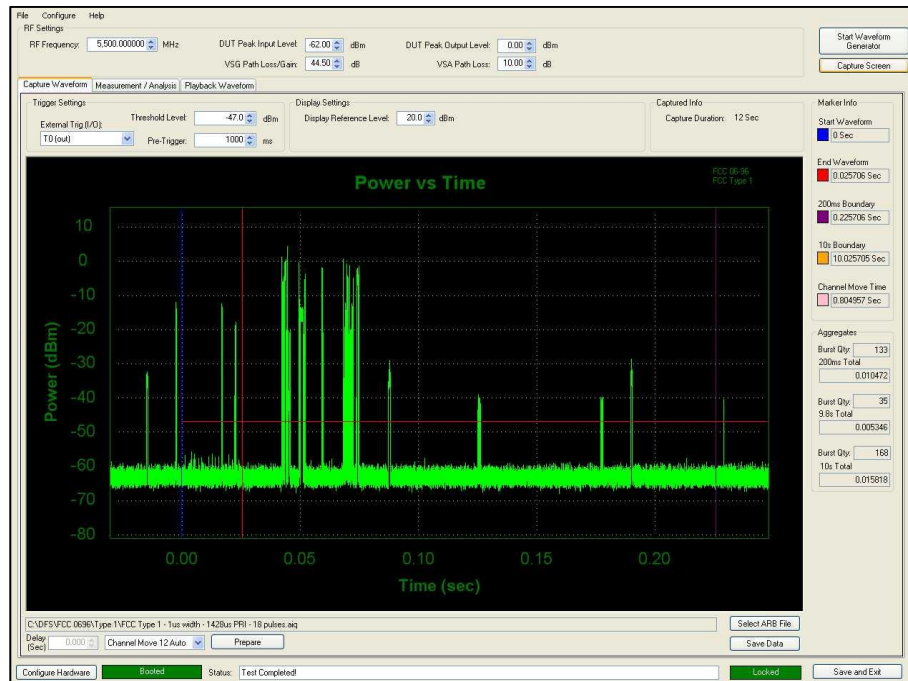 File Configure Help
RF Settings
RF Frequency: 5,500.000000 MHz
DUT Peak Input Level: -62.00 dBm
DUT Peak Output Level: 0.00 dBm
VSG Path Loss/Gain: 44.50 dB
VSA Path Loss: 10.00 dB
Start Waveform Generator
Capture Screen
Capture Waveform Measurement / Analysis Playback Waveform
Trigger Settings
External Trig (I/O):
T0 (out)
Threshold Level: -47.0 dBm
Pre-Trigger: 1000 ms
Display Settings
Display Reference Level: 20.0 dBm
Captured Info
Capture Duration: 12 Sec
Marker Info
Start Waveform
0 Sec
End Waveform
0.025706 Sec
200ms Boundary
0.225706 Sec
10s Boundary
10.025705 Sec
Channel Move Time
0.804957 Sec
Aggregates
Burst Qty: 133
200ms Total
0.010472
Burst Qty: 35
9.8s Total
0.005346
Burst Qty: 168
10s Total
0.015818
Power vs Time
FCC 06-96
FCC Type 1
Power (dBm)
10
0
-10
-20
-30
-40
-50
-60
-70
-80
0.00 0.05 0.10 0.15 0.20
Time (sec)
C:\DFS\FCC 0696\Type 1\FCC Type 1 - 1us width - 1428us PRI - 18 pulses.aiq
Select ARB File
Delay (Sec) 0.000 Channel Move 12 Auto Prepare
Save Data
Configure Hardware Booted Status: Test Completed! Locked Save and Exit